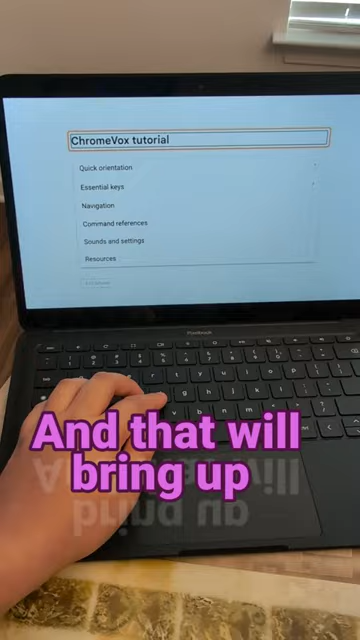 ChromeVox tutorial
Quick orientation
Essential keys
Navigation
Command references
Sounds and settings
Resources
And that will
bring up